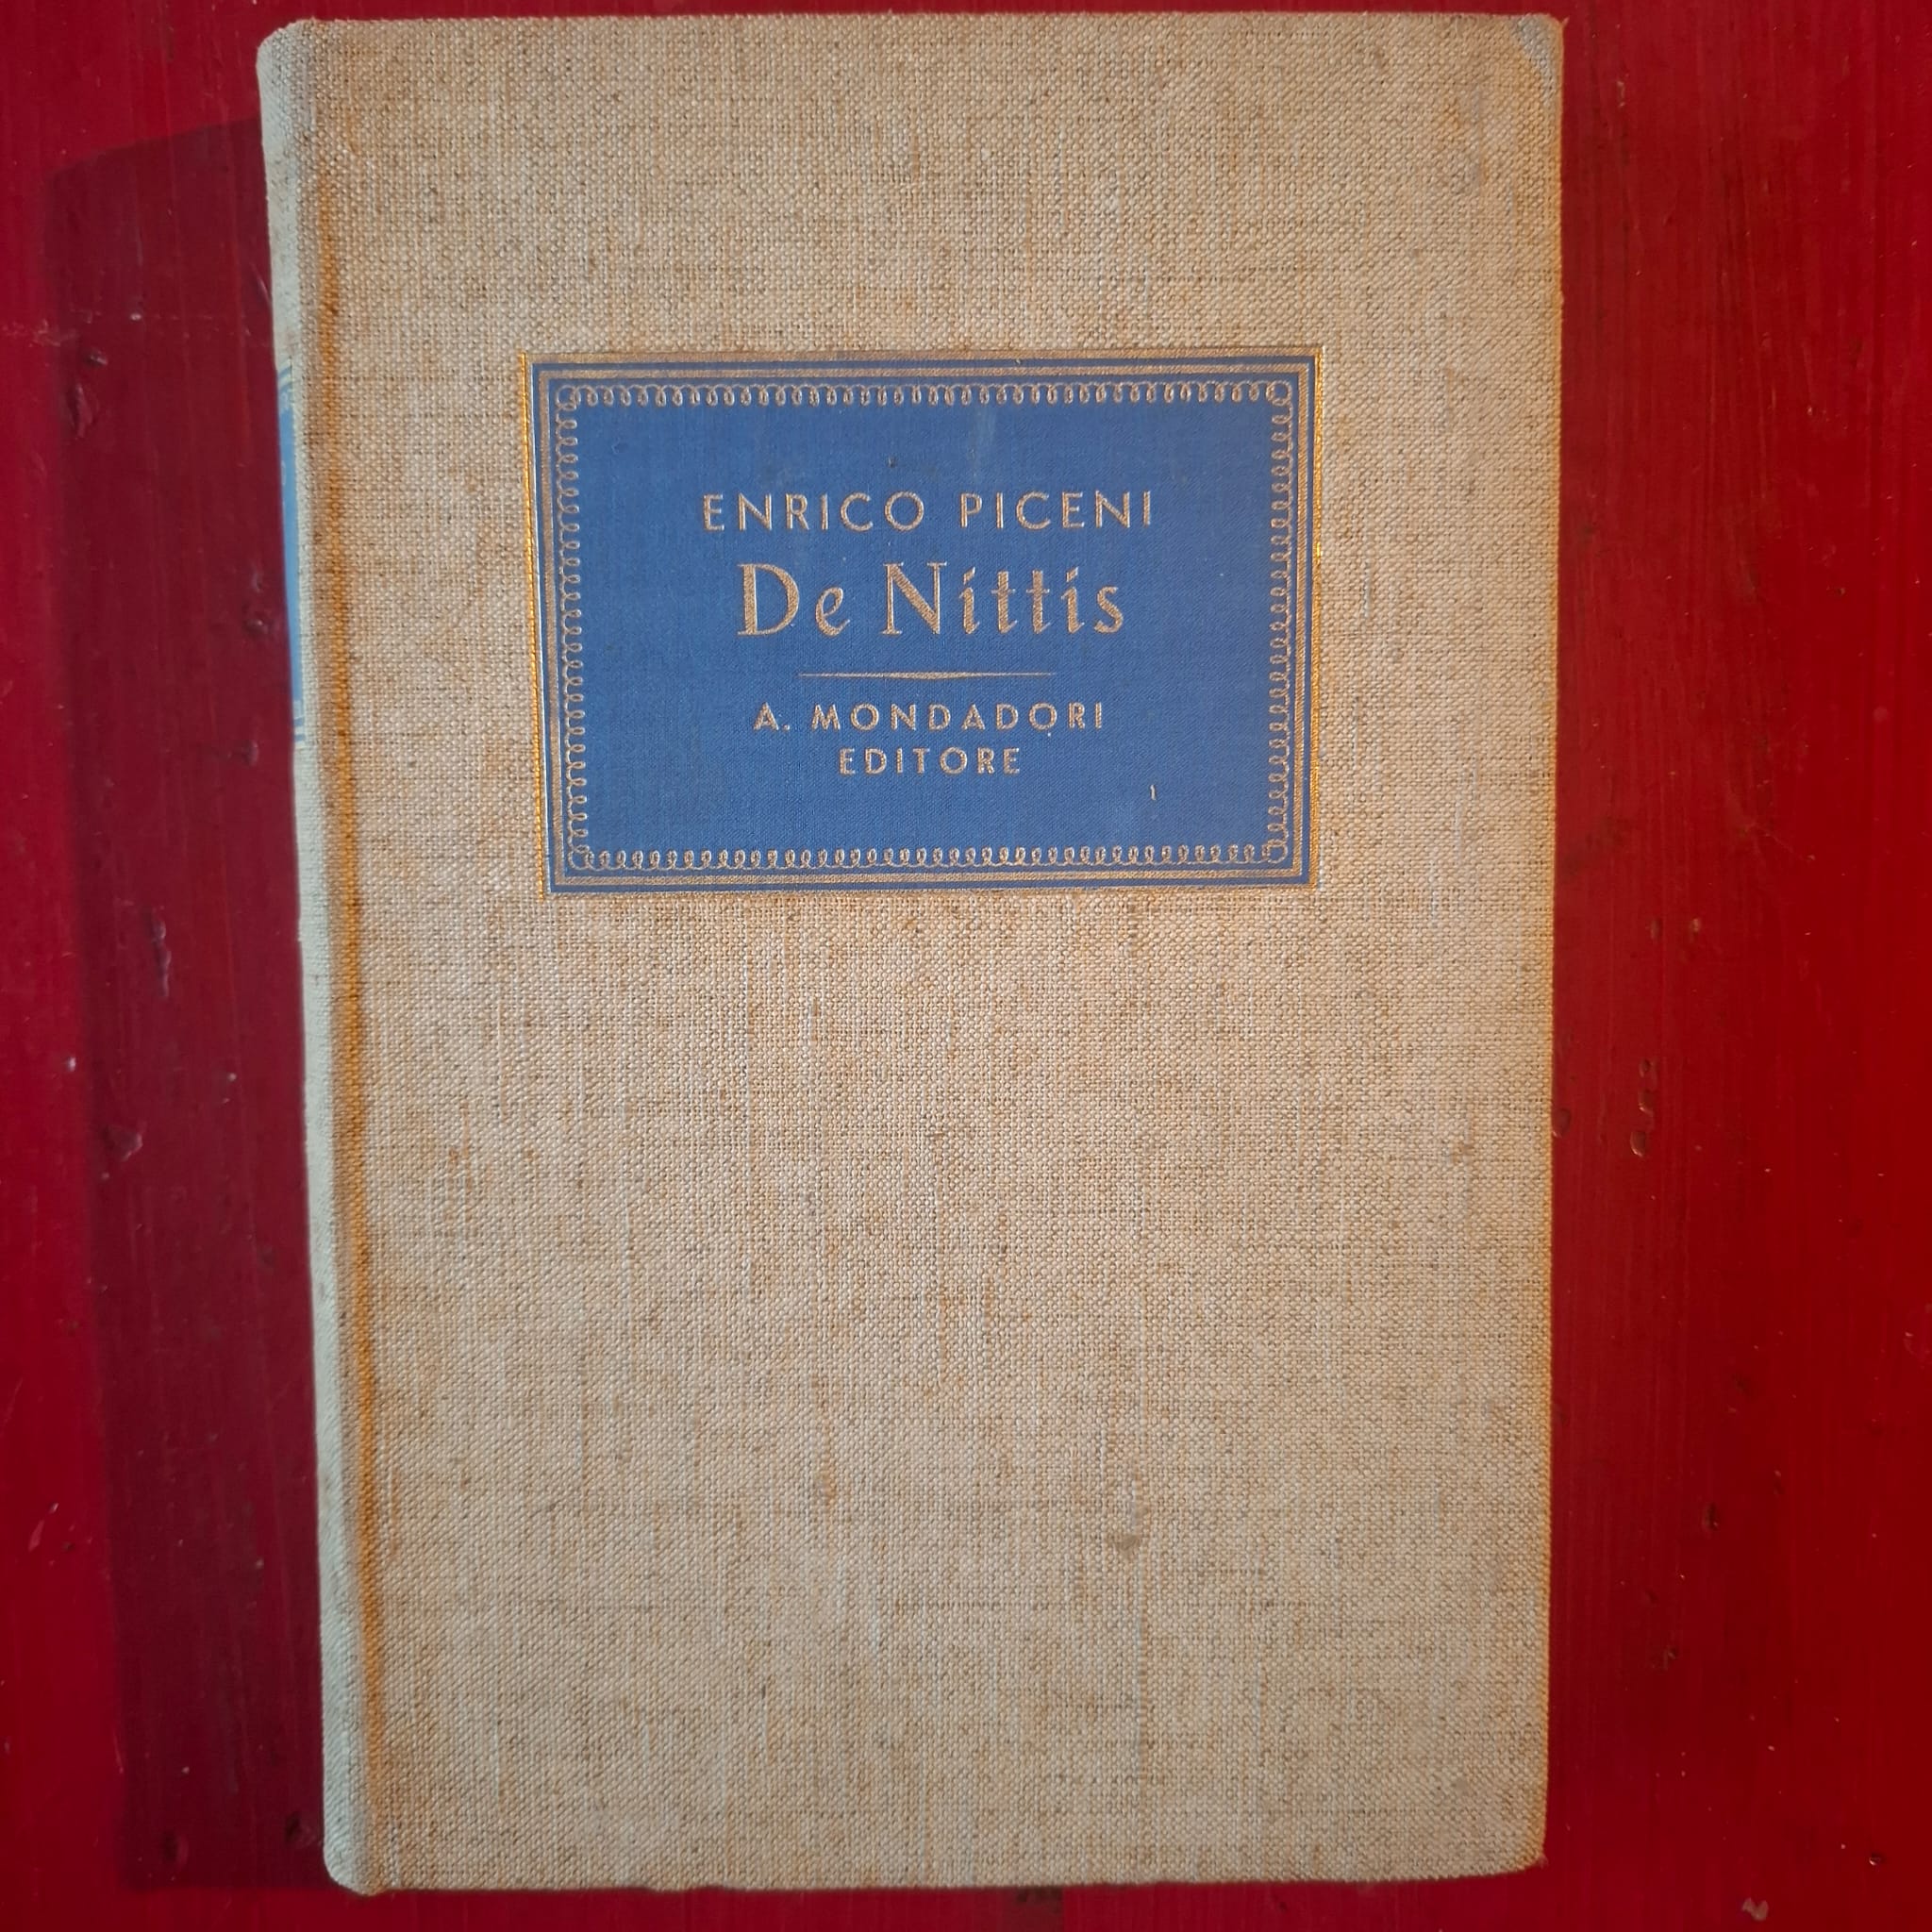 ENRICO PICENI
De Nittis
A. MONDADORI
EDITORE